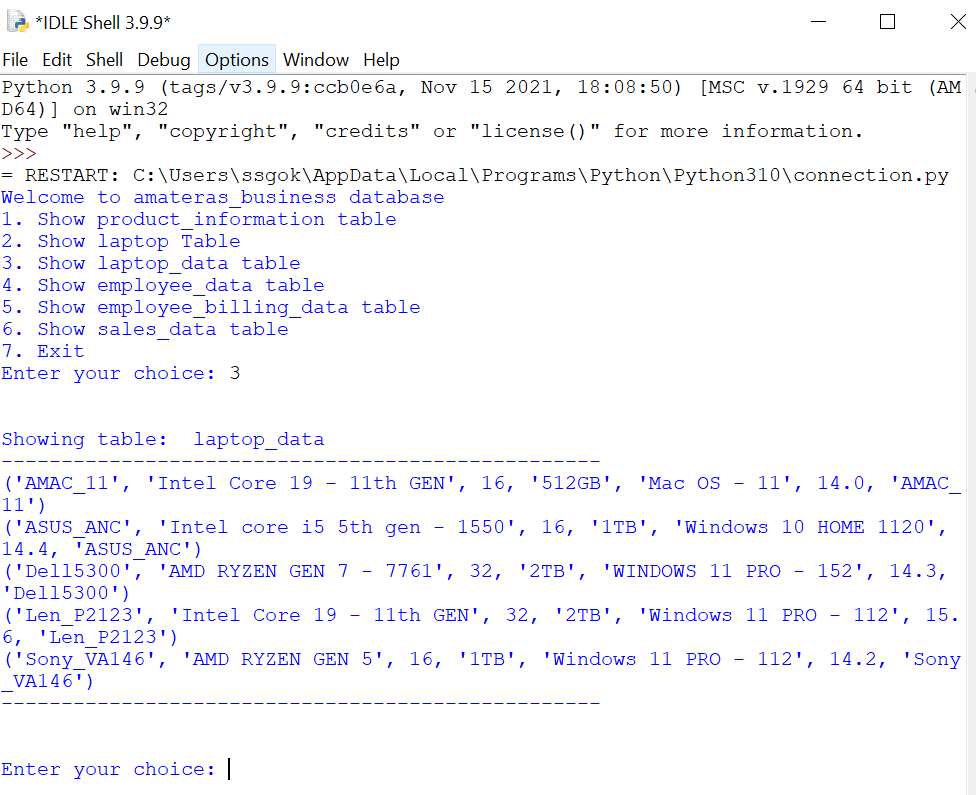 *IDLE Shell 3.9.9*
File Edit Shell Debug Options Window Help
Python 3.9.9 (tags/v3.9.9:ccb0e6a, Nov 15 2021, 18:08:50) [MSC v.1929 64 bit (AM
D64)] on win32
Type "help", "copyright", "credits" or "license()" for more information.
>>>
= RESTART: C:\Users\ssgok\AppData\Local\Programs\Python\Python310\connection.py
Welcome to amateras_business database
1. Show product_information table
2. Show laptop Table
3. Show laptop_data table
4. Show employee_data table
5. Show employee_billing_data table
6. Show sales_data table
7. Exit
Enter your choice: 3
Showing table:  laptop_data
--------------------------------------------------
('AMAC_11', 'Intel Core 19 - 11th GEN', 16, '512GB', 'Mac OS - 11', 14.0, 'AMAC_
11')
('ASUS_ANC', 'Intel core i5 5th gen - 1550', 16, '1TB', 'Windows 10 HOME 1120',
14.4, 'ASUS_ANC')
('Dell5300', 'AMD RYZEN GEN 7 - 7761', 32, '2TB', 'WINDOWS 11 PRO - 152', 14.3,
'Dell5300')
('Len_P2123', 'Intel Core 19 - 11th GEN', 32, '2TB', 'Windows 11 PRO - 112', 15.
6, 'Len_P2123')
('Sony_VA146', 'AMD RYZEN GEN 5', 16, '1TB', 'Windows 11 PRO - 112', 14.2, 'Sony
_VA146')
--------------------------------------------------
Enter your choice: